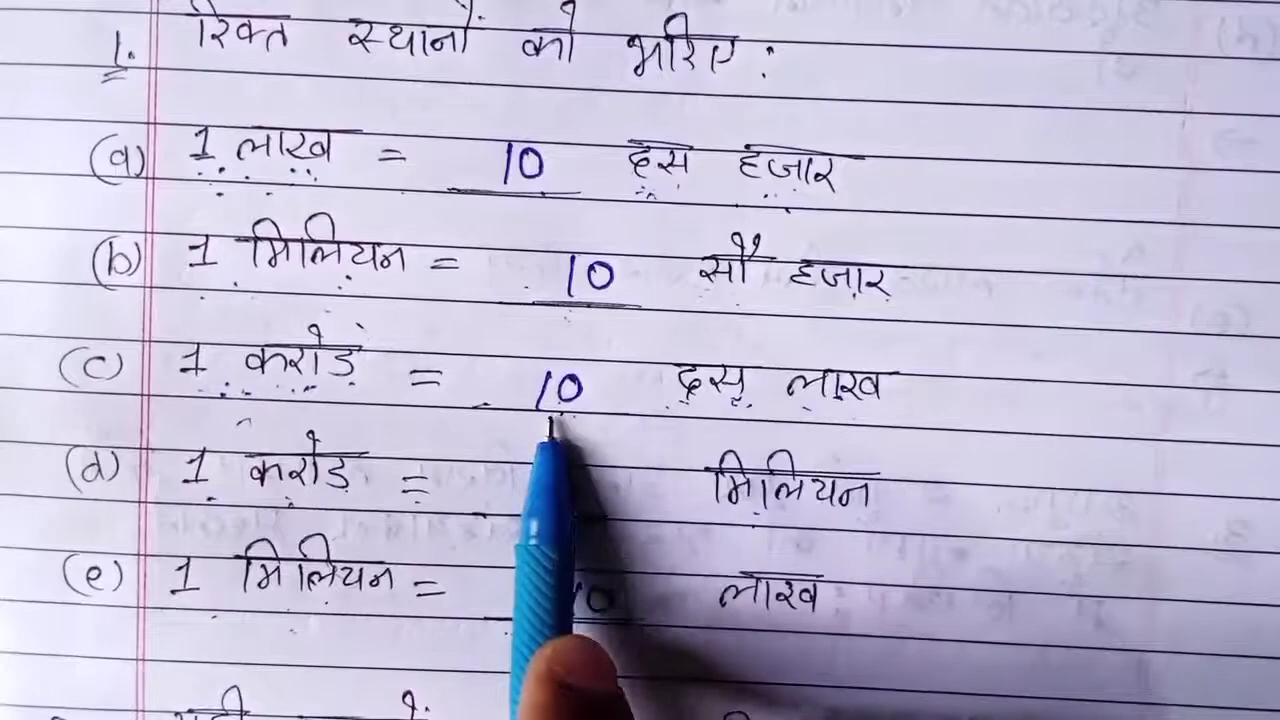 1. रिक्त स्थानों को भरिए :
(a) 1 लाख = 10 दस हजार
(b) 1 मिलियन = 10 सौ हजार
(c) 1 करोड़ = 10 दस लाख
(d) 1 करोड़ = मिलियन
(e) 1 मिलियन = 10 लाख